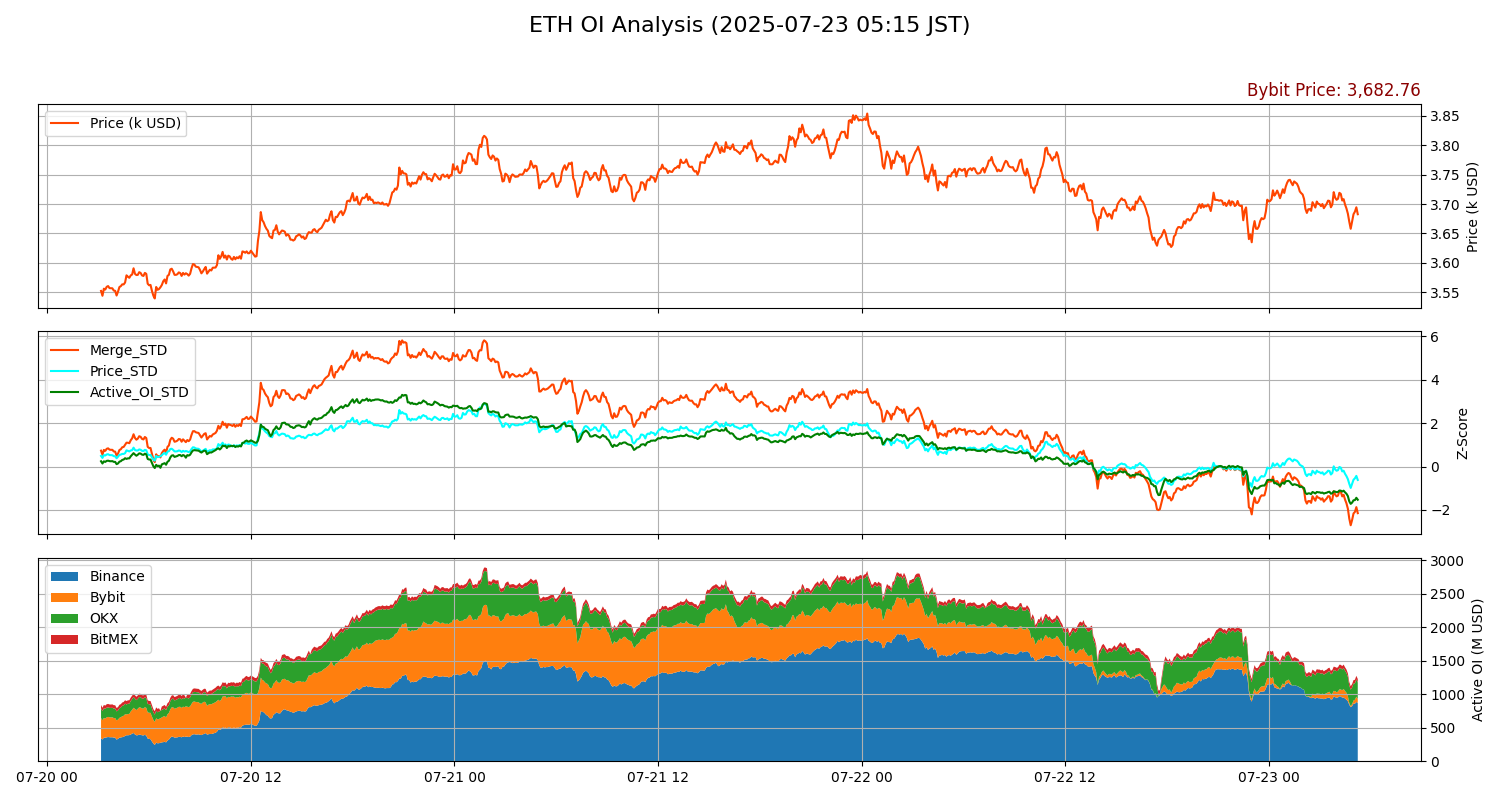 ETH OI Analysis (2025-07-23 05:15 JST)
Bybit Price: 3,682.76
Price (k USD)
3.85
3.80
3.75
3.70
3.65
3.60
3.55
Price (k USD)
Merge_STD
Price_STD
Active_OI_STD
6
4
2
0
−2
Z-Score
Binance
Bybit
OKX
BitMEX
3000
2500
2000
1500
1000
500
0
Active OI (M USD)
07-20 00
07-20 12
07-21 00
07-21 12
07-22 00
07-22 12
07-23 00